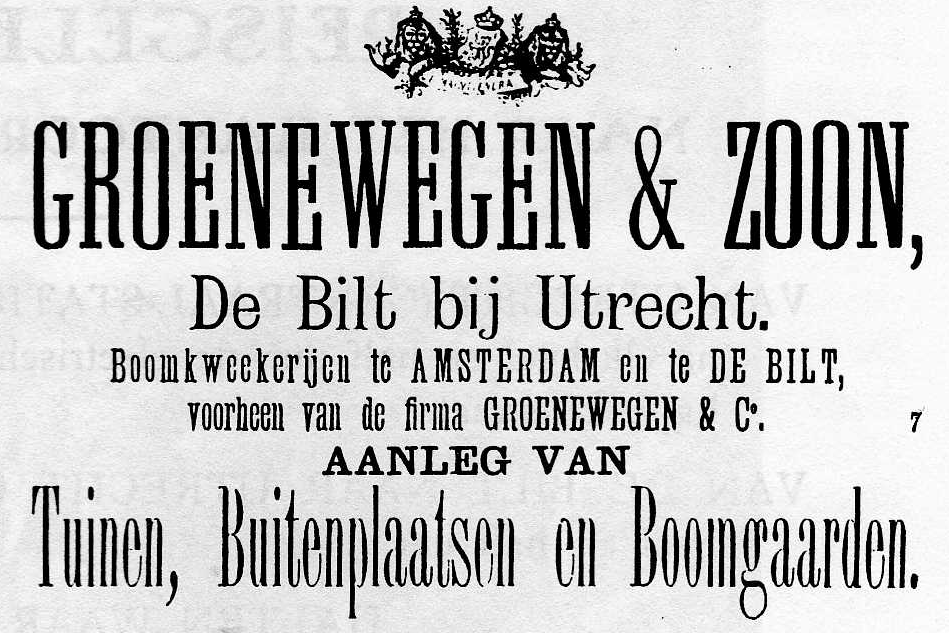 GROENEWEGEN & ZOON,
De Bilt bij Utrecht.
Boomkweekerijen te AMSTERDAM en te DE BILT,
voorheen van de firma GROENEWEGEN & Co.
7
AANLEG VAN
Tuinen, Buitenplaatsen en Boomgaarden.